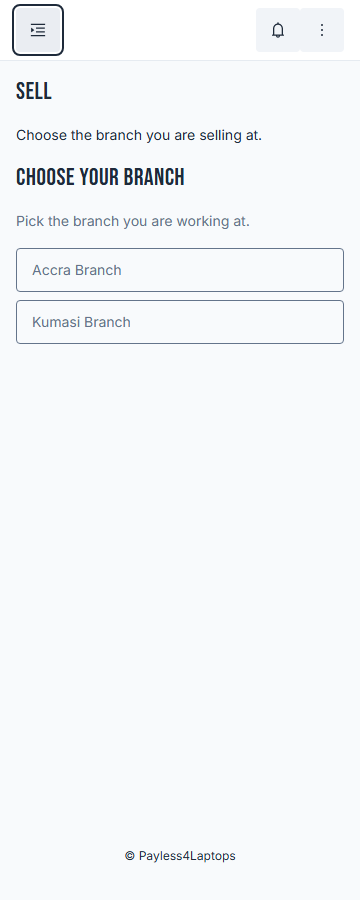 SELL
Choose the branch you are selling at.
CHOOSE YOUR BRANCH
Pick the branch you are working at.
Accra Branch
Kumasi Branch
© Payless4Laptops